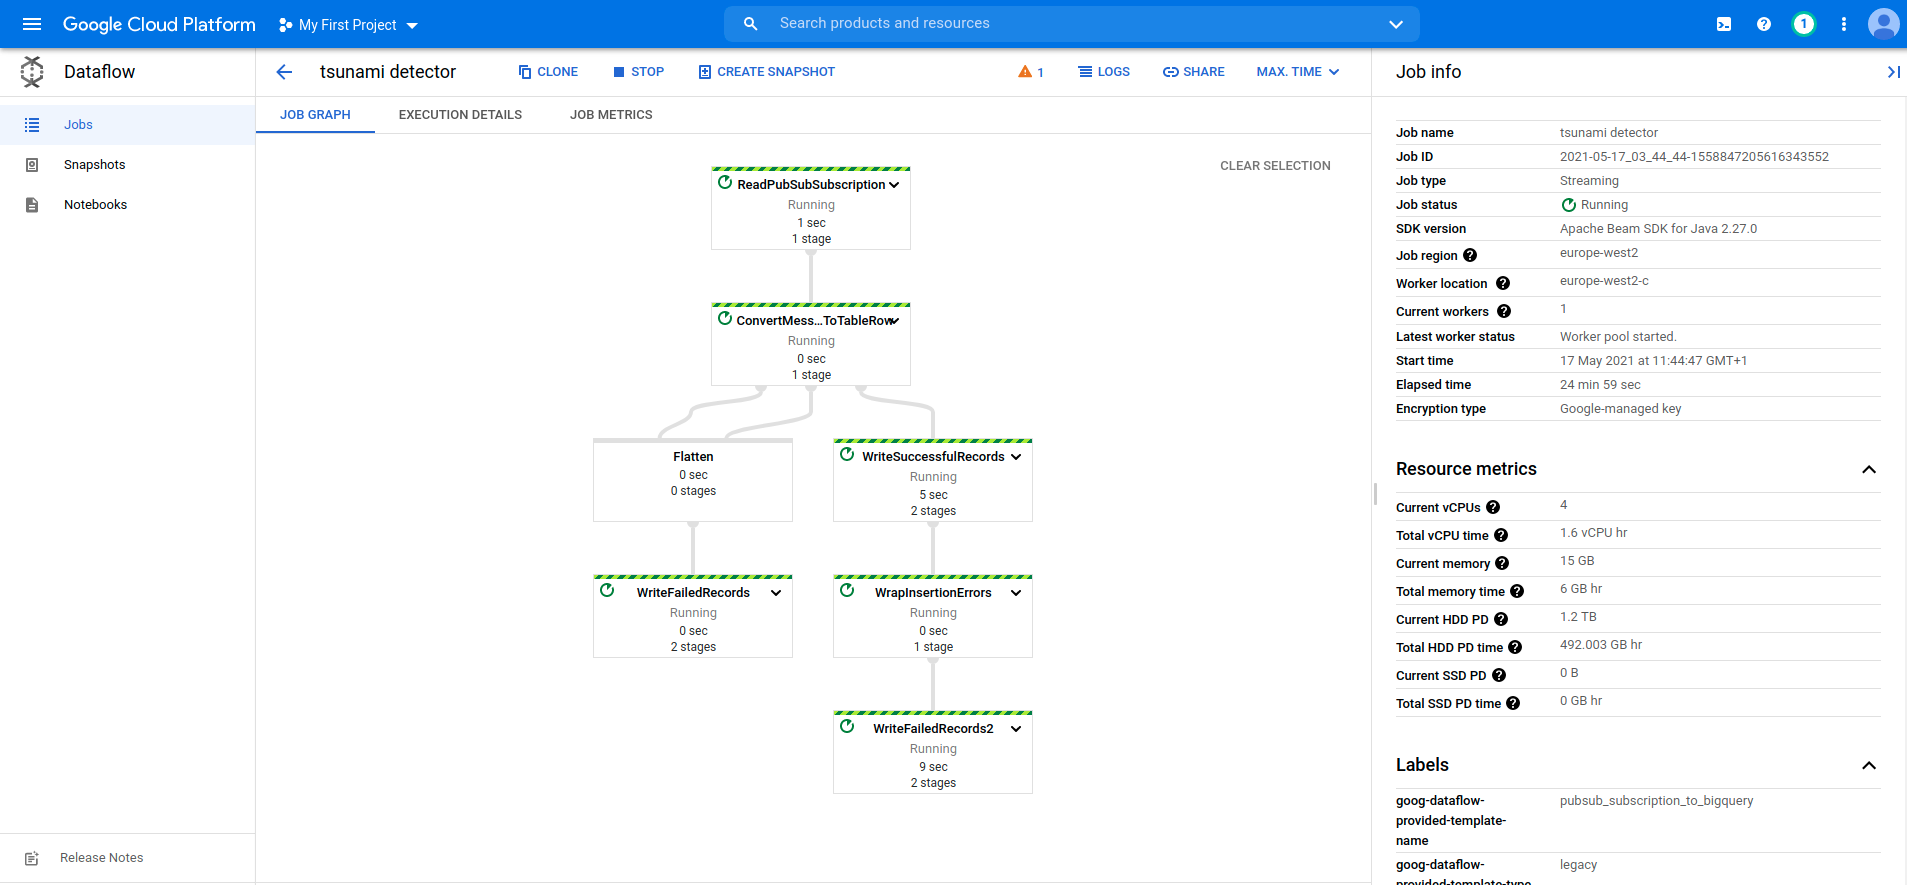 Google Cloud Platform
My First Project
Search products and resources
1
Dataflow
tsunami detector
CLONE
STOP
CREATE SNAPSHOT
1
LOGS
SHARE
MAX. TIME
Job info
Jobs
Snapshots
Notebooks
Release Notes
JOB GRAPH
EXECUTION DETAILS
JOB METRICS
CLEAR SELECTION
ReadPubSubSubscription
Running
1 sec
1 stage
ConvertMess...ToTableRow
Running
0 sec
1 stage
Flatten
0 sec
0 stages
WriteSuccessfulRecords
Running
5 sec
2 stages
WriteFailedRecords
Running
0 sec
2 stages
WrapInsertionErrors
Running
0 sec
1 stage
WriteFailedRecords2
Running
9 sec
2 stages
Job name tsunami detector
Job ID 2021-05-17_03_44_44-1558847205616343552
Job type Streaming
Job status Running
SDK version Apache Beam SDK for Java 2.27.0
Job region europe-west2
Worker location europe-west2-c
Current workers 1
Latest worker status Worker pool started.
Start time 17 May 2021 at 11:44:47 GMT+1
Elapsed time 24 min 59 sec
Encryption type Google-managed key
Resource metrics
Current vCPUs 4
Total vCPU time 1.6 vCPU hr
Current memory 15 GB
Total memory time 6 GB hr
Current HDD PD 1.2 TB
Total HDD PD time 492.003 GB hr
Current SSD PD 0 B
Total SSD PD time 0 GB hr
Labels
goog-dataflow- pubsub_subscription_to_bigquery
provided-template-
name
goog-dataflow- legacy
provided-template-type